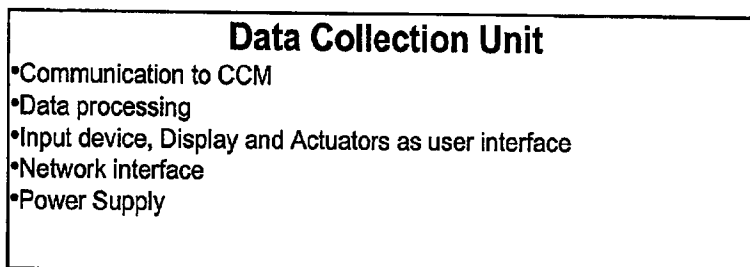 Data Collection Unit
•Communication to CCM
•Data processing
•Input device, Display and Actuators as user interface
•Network interface
•Power Supply